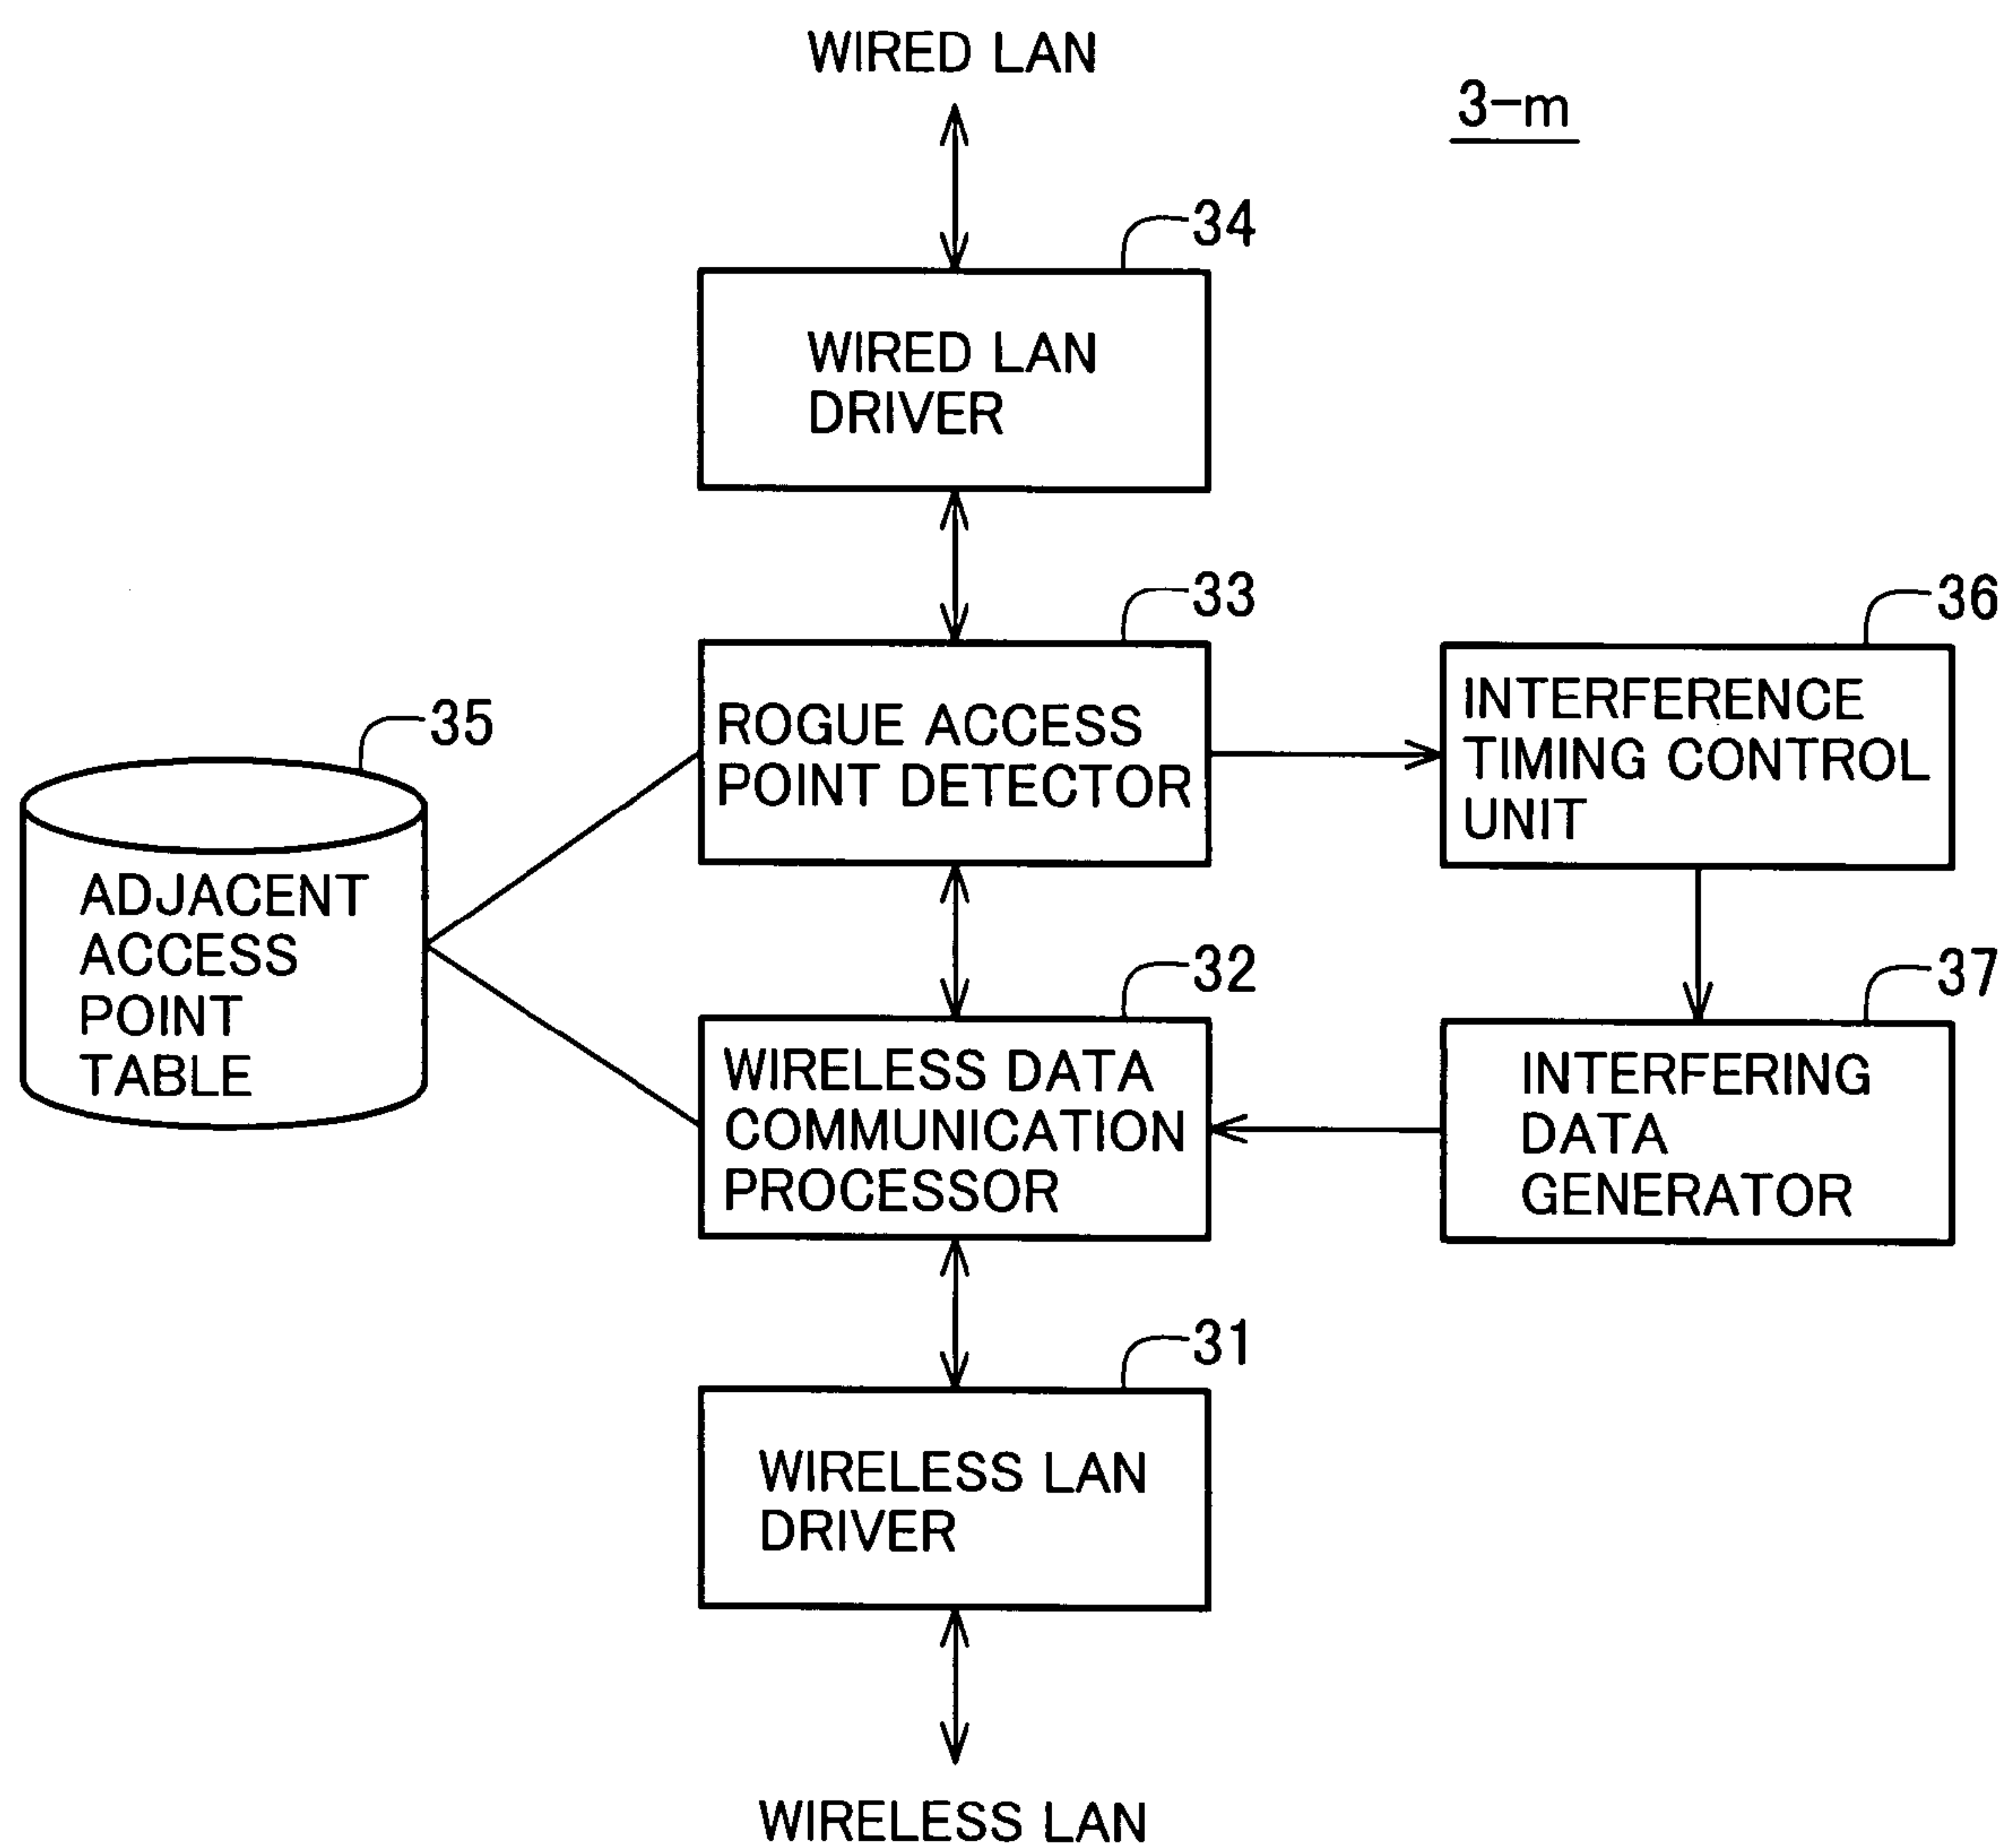 WIRED LAN
3-m
34
WIRED LAN
DRIVER
33
ROGUE ACCESS
POINT DETECTOR
36
INTERFERENCE
TIMING CONTROL
UNIT
35
ADJACENT
ACCESS
POINT
TABLE
32
WIRELESS DATA
COMMUNICATION
PROCESSOR
37
INTERFERING
DATA
GENERATOR
31
WIRELESS LAN
DRIVER
WIRELESS LAN